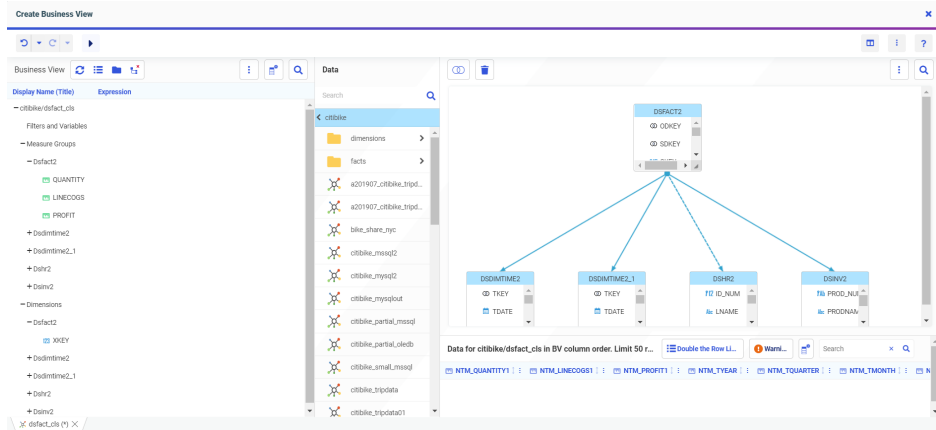 Create Business View
Business View
Display Name (Title) Expression
citibike/dsfact_cls
Filters and Variables
Measure Groups
Dsfact2
QUANTITY
LINECOGS
PROFIT
Dsdimtime2
Dsdimtime2_1
Dshr2
Dsinv2
Dimensions
Dsfact2
XKEY
Dsdimtime2
Dsdimtime2_1
Dshr2
Dsinv2
dsfact_cls (*)
Data
Search
citibike
dimensions
facts
a201907_citibike_tripd...
a201907_citibike_tripd...
bike_share_nyc
citibike_mssql2
citibike_mysql2
citibike_mysqlout
citibike_partial_mssql
citibike_partial_oledb
citibike_small_mssql
citibike_tripdata
citibike_tripdata01
DSFACT2
ODKEY
SDKEY
DSDIMTIME2
TKEY
TDATE
DSDIMTIME2_1
TKEY
TDATE
DSHR2
ID_NUM
LNAME
DSINV2
PROD_NU
PRODNAM
Data for citibike/dsfact_cls in BV column order. Limit 50 r... Double the Row Li... Warni... Search
NTM_QUANTITY1 NTM_LINECOGS1 NTM_PROFIT1 NTM_TYEAR NTM_TQUARTER NTM_TMONTH N